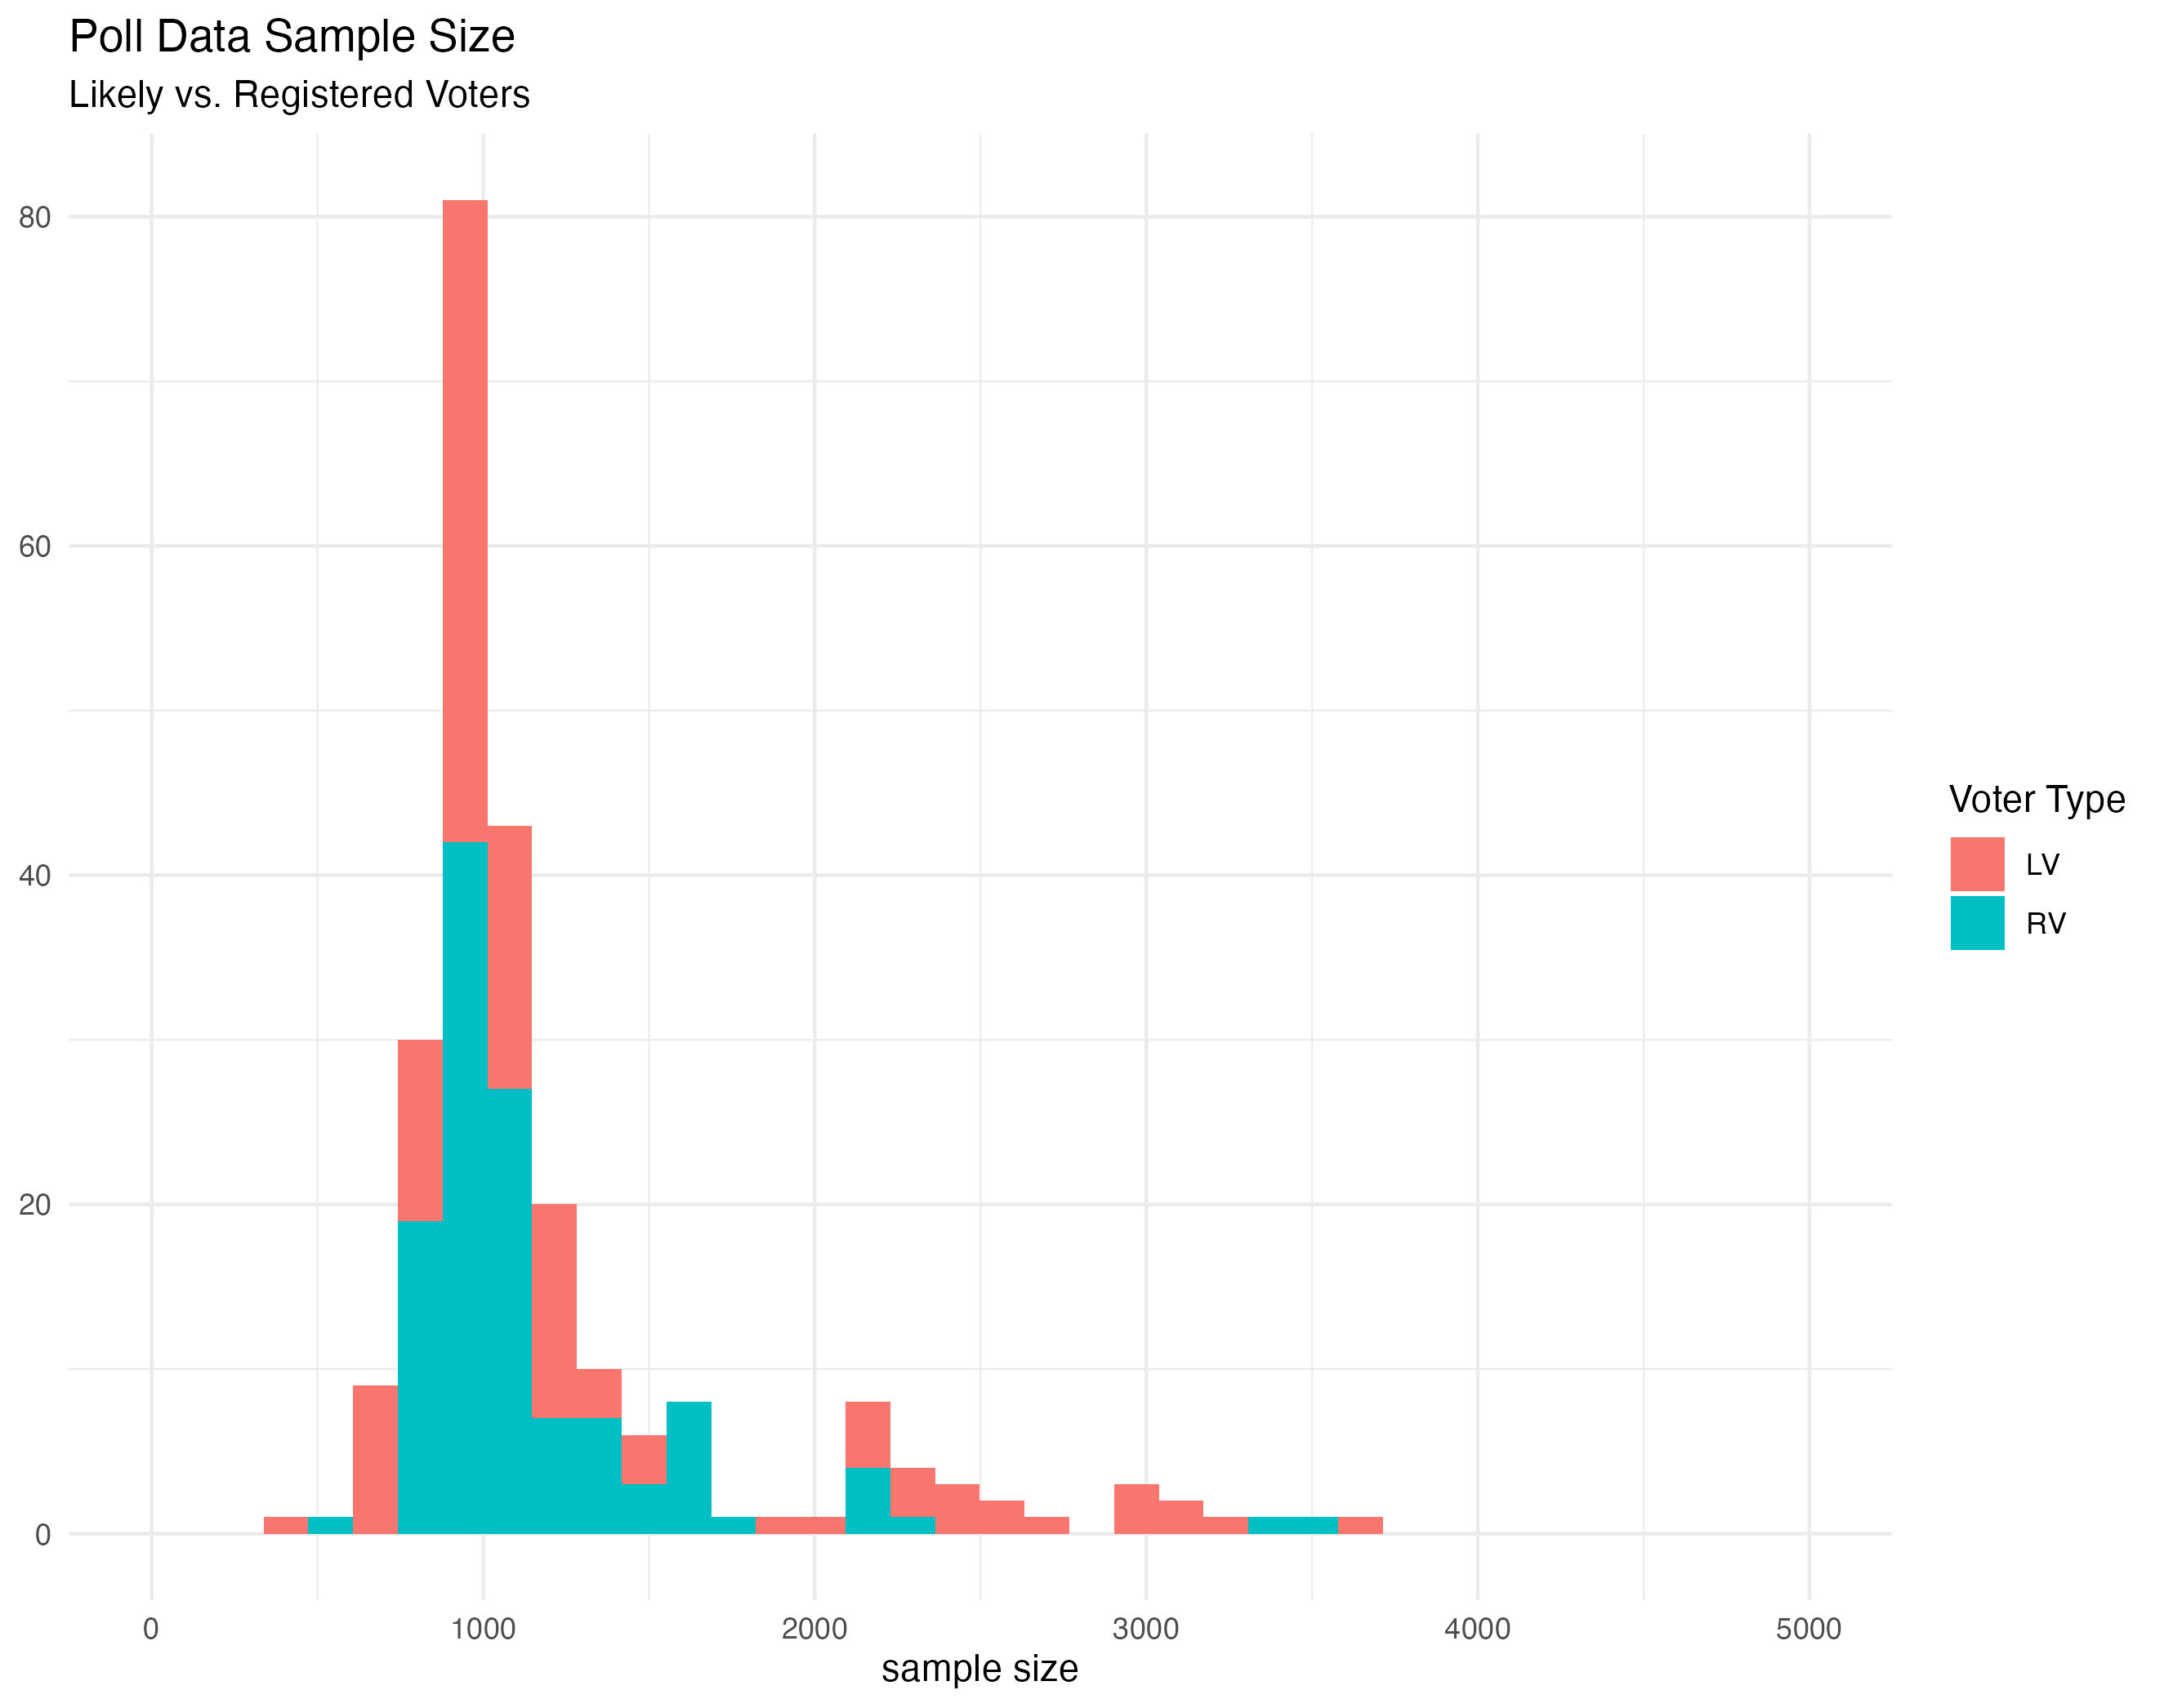 Poll Data Sample Size
Likely vs. Registered Voters
80
60
40
20
0
0 1000 2000 3000 4000 5000
sample size
Voter Type
LV
RV